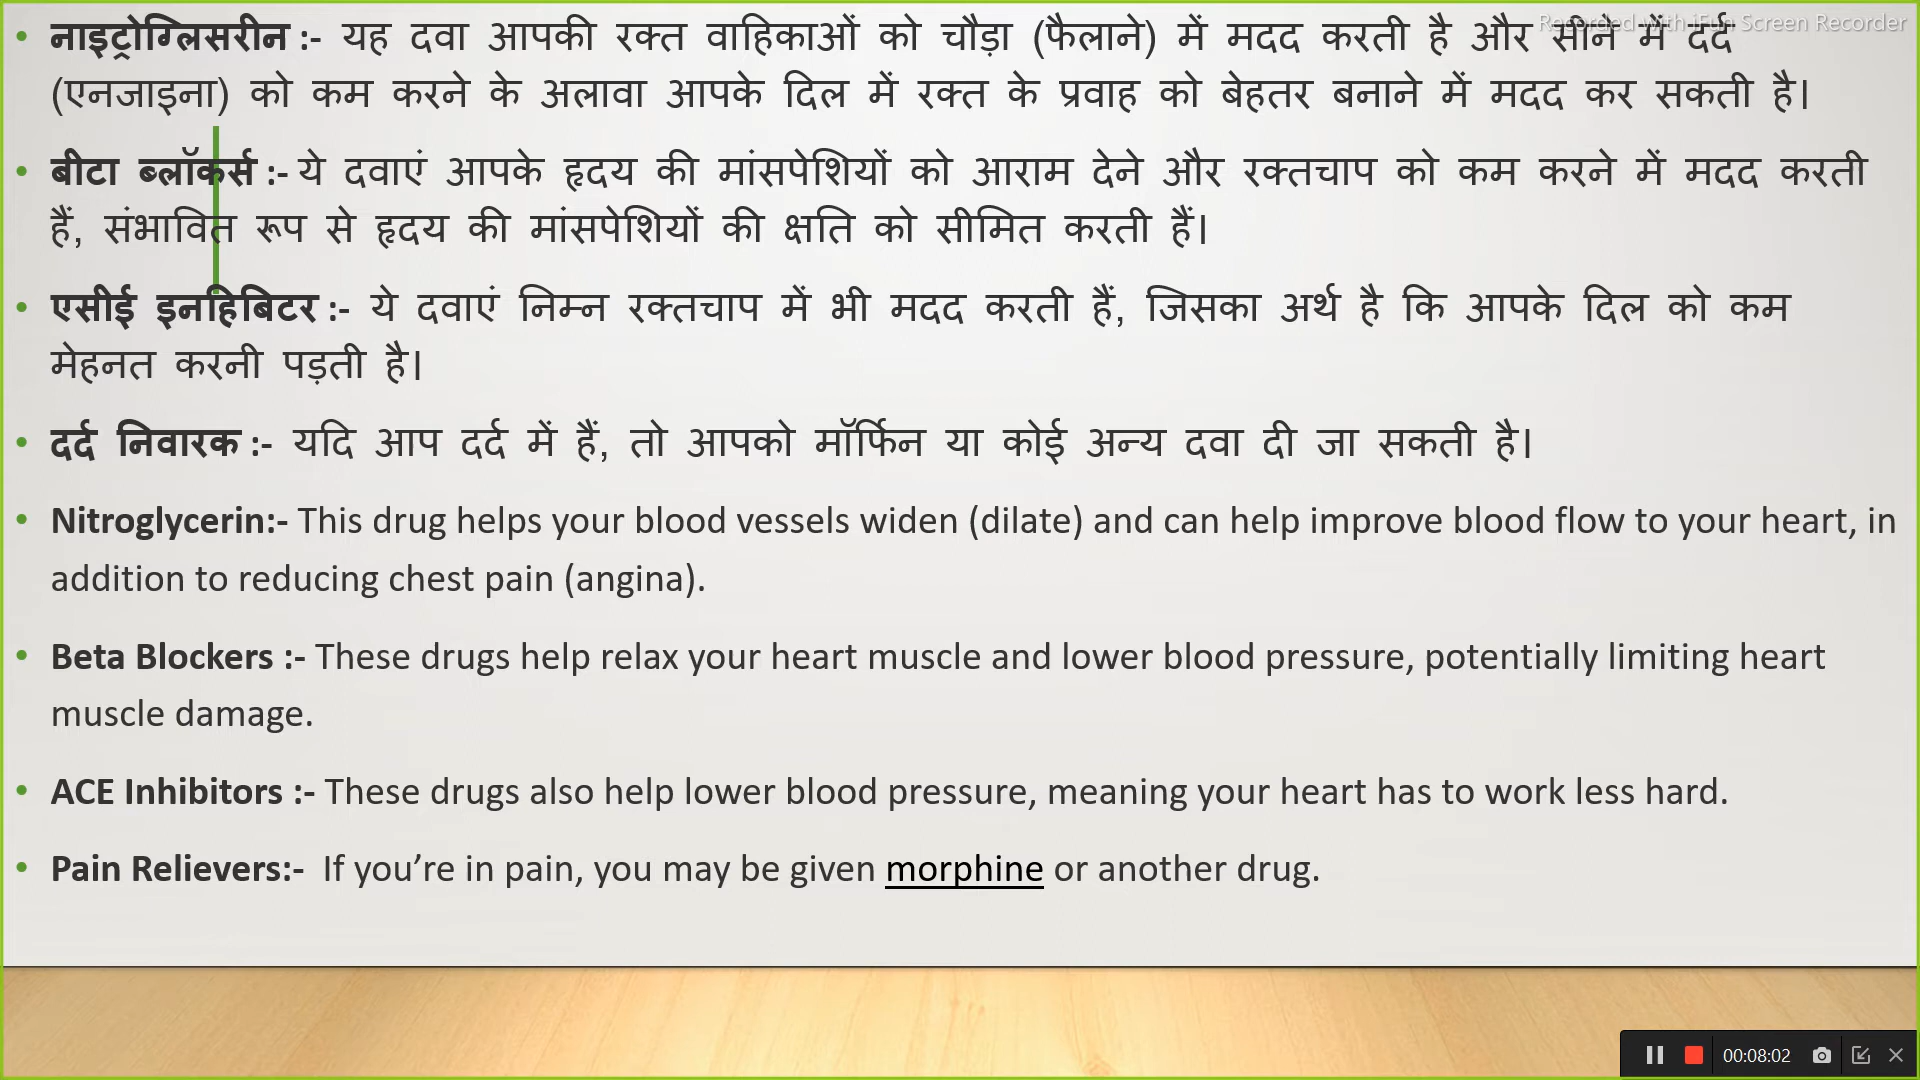 Recorded with iFun Screen Recorder
• नाइट्रोग्लिसरीन :- यह दवा आपकी रक्त वाहिकाओं को चौड़ा (फैलाने) में मदद करती है और सीने में दर्द
(एनजाइना) को कम करने के अलावा आपके दिल में रक्त के प्रवाह को बेहतर बनाने में मदद कर सकती है।
• बीटा ब्लॉकर्स :- ये दवाएं आपके हृदय की मांसपेशियों को आराम देने और रक्तचाप को कम करने में मदद करती
हैं, संभावित रूप से हृदय की मांसपेशियों की क्षति को सीमित करती हैं।
• एसीई इनहिबिटर :- ये दवाएं निम्न रक्तचाप में भी मदद करती हैं, जिसका अर्थ है कि आपके दिल को कम
मेहनत करनी पड़ती है।
• दर्द निवारक :- यदि आप दर्द में हैं, तो आपको मॉर्फिन या कोई अन्य दवा दी जा सकती है।
• Nitroglycerin:- This drug helps your blood vessels widen (dilate) and can help improve blood flow to your heart, in
addition to reducing chest pain (angina).
• Beta Blockers :- These drugs help relax your heart muscle and lower blood pressure, potentially limiting heart
muscle damage.
• ACE Inhibitors :- These drugs also help lower blood pressure, meaning your heart has to work less hard.
• Pain Relievers:- If you’re in pain, you may be given morphine or another drug.
00:08:02